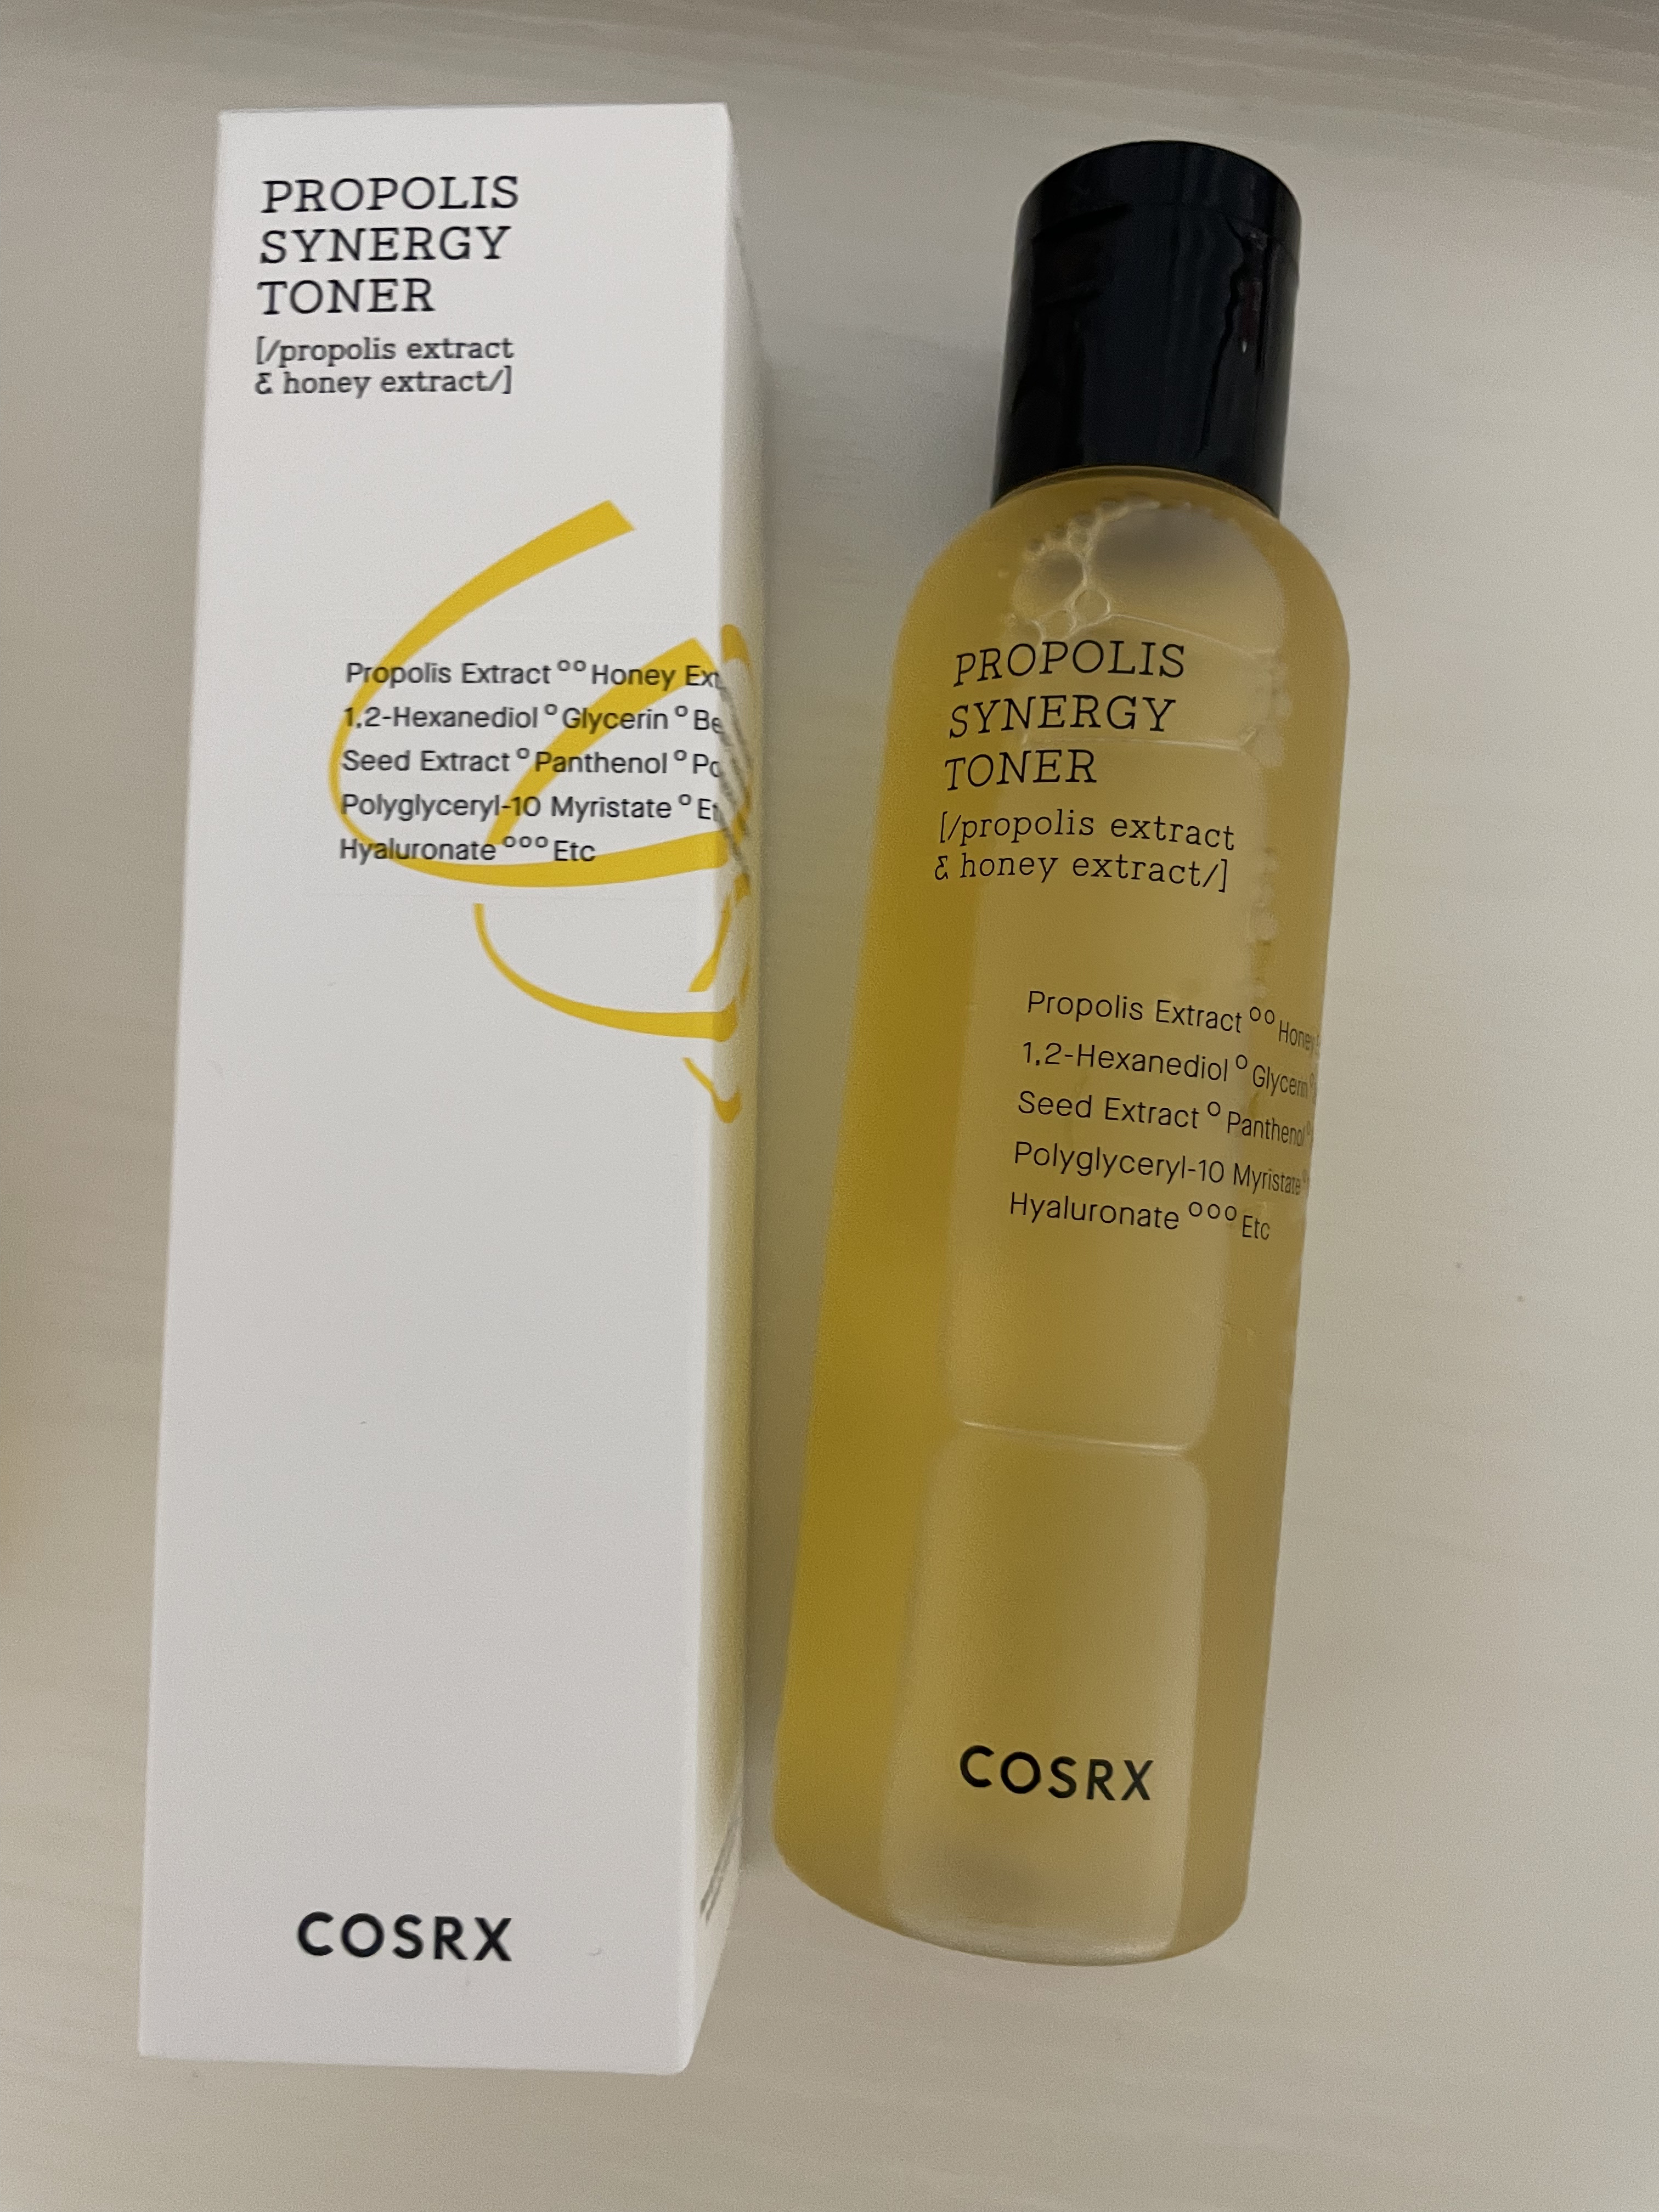 PROPOLIS
SYNERGY
TONER
[/propolis extract
& honey extract/]
Propolis Extract °° Honey
1,2-Hexanediol ° Glycerin °
Seed Extract ° Panthenol °
Polyglyceryl-10 Myristate °
Hyaluronate °°° Etc
COSRX
PROPOLIS
SYNERGY
TONER
[/propolis extract
& honey extract/]
Propolis Extract °° Honey
1,2-Hexanediol ° Glycerin
Seed Extract ° Panthenol
Polyglyceryl-10 Myristate
Hyaluronate °°° Etc
COSRX